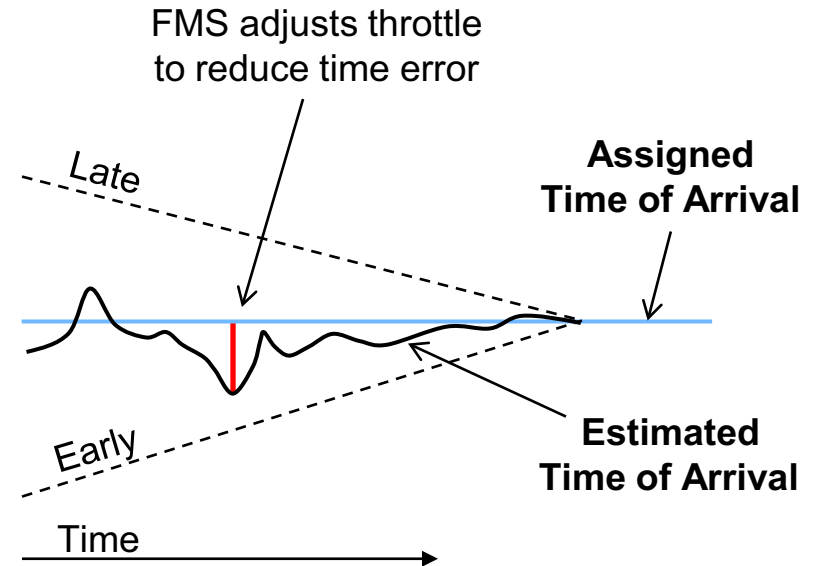 FMS adjusts throttle
to reduce time error
Late
Assigned
Time of Arrival
Early
Estimated
Time of Arrival
Time